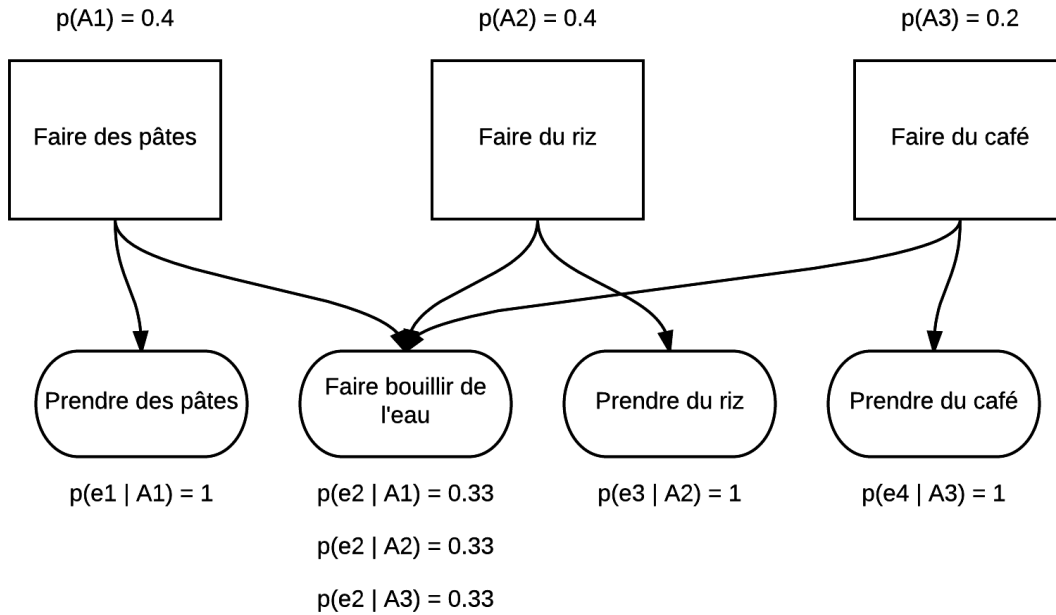 p(A1) = 0.4
p(A2) = 0.4
p(A3) = 0.2
Faire des pâtes
Faire du riz
Faire du café
Prendre des pâtes
Faire bouillir de
l'eau
Prendre du riz
Prendre du café
p(e1 | A1) = 1
p(e2 | A1) = 0.33
p(e3 | A2) = 1
p(e4 | A3) = 1
p(e2 | A2) = 0.33
p(e2 | A3) = 0.33